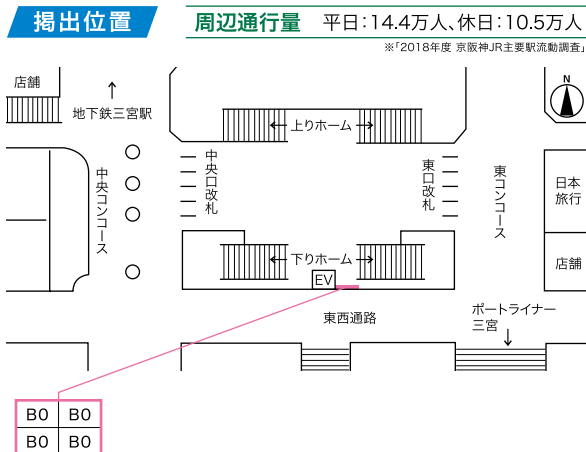 掲出位置
周辺通行量 平日:14.4万人、休日:10.5万人
※「2018年度 京阪神JR主要駅流動調査」
店舗
地下鉄三宮駅
上りホーム
N
中央コンコース
中央口改札
東口改札
東コンコース
日本
旅行
下りホーム
店舗
EV
東西通路
ポートライナー
三宮
BO BO
BO BO